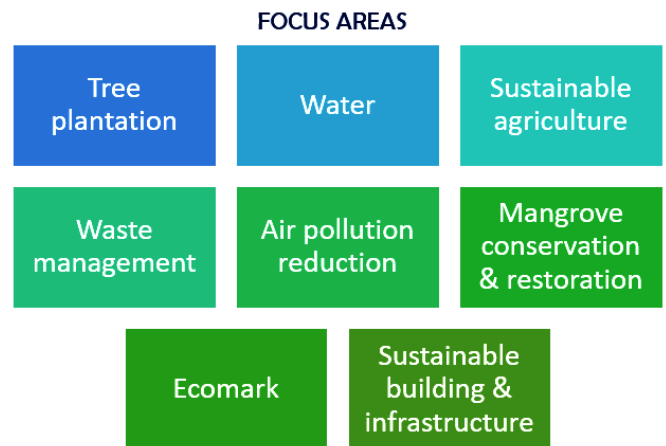 FOCUS AREAS
Tree
plantation
Water
Sustainable
agriculture
Waste
management
Air pollution
reduction
Mangrove
conservation
& restoration
Ecomark
Sustainable
building &
infrastructure